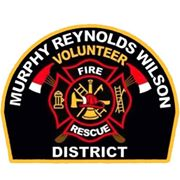 MURPHY REYNOLDS WILSON
VOLUNTEER
FIRE
RESCUE
DISTRICT